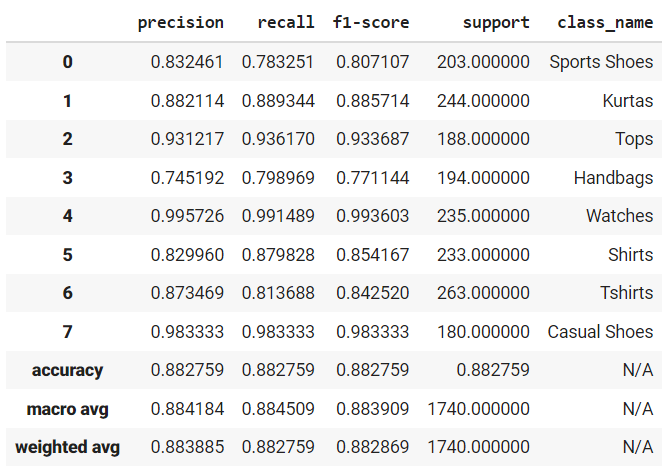 precision recall f1-score support class_name
0 0.832461 0.783251 0.807107 203.000000 Sports Shoes
1 0.882114 0.889344 0.885714 244.000000 Kurtas
2 0.931217 0.936170 0.933687 188.000000 Tops
3 0.745192 0.798969 0.771144 194.000000 Handbags
4 0.995726 0.991489 0.993603 235.000000 Watches
5 0.829960 0.879828 0.854167 233.000000 Shirts
6 0.873469 0.813688 0.842520 263.000000 Tshirts
7 0.983333 0.983333 0.983333 180.000000 Casual Shoes
accuracy 0.882759 0.882759 0.882759 0.882759 N/A
macro avg 0.884184 0.884509 0.883909 1740.000000 N/A
weighted avg 0.883885 0.882759 0.882869 1740.000000 N/A